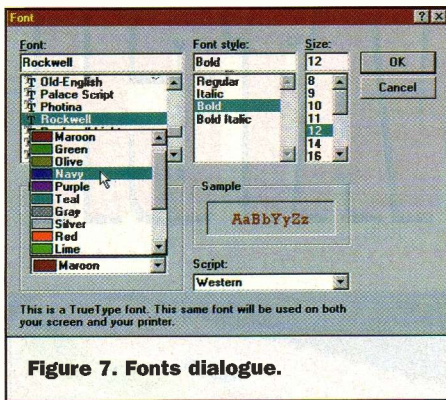 Font
Font: Font style: Size:
Rockwell Bold 12 OK
Cancel
Old-English
Palace Script
Photina
Rockwell
Regular
Italic
Bold
Bold Italic
8
9
10
11
12
14
16
Maroon
Green
Olive
Navy
Purple
Teal
Gray
Silver
Red
Lime
Maroon
Sample
AaBbYyZz
Script:
Western
This is a TrueType font. This same font will be used on both
your screen and your printer.
Figure 7. Fonts dialogue.